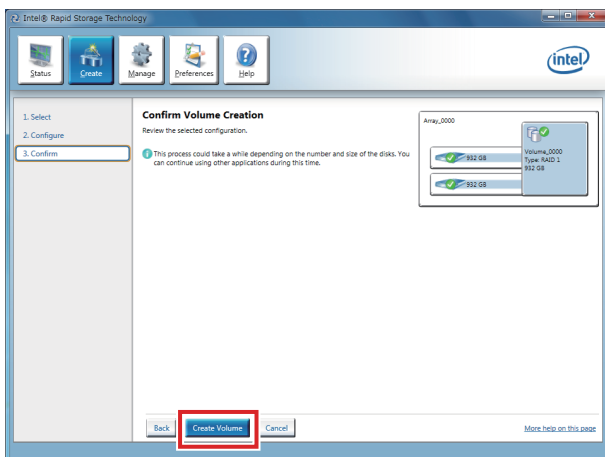 Intel® Rapid Storage Technology
Status
Create
Manage
Preferences
Help
intel
1. Select
2. Configure
3. Confirm
Confirm Volume Creation
Review the selected configuration.
This process could take a while depending on the number and size of the disks. You
can continue using other applications during this time.
Array_0000
932 GB
932 GB
Volume_0000
Type: RAID 1
932 GB
Back
Create Volume
Cancel
More help on this page